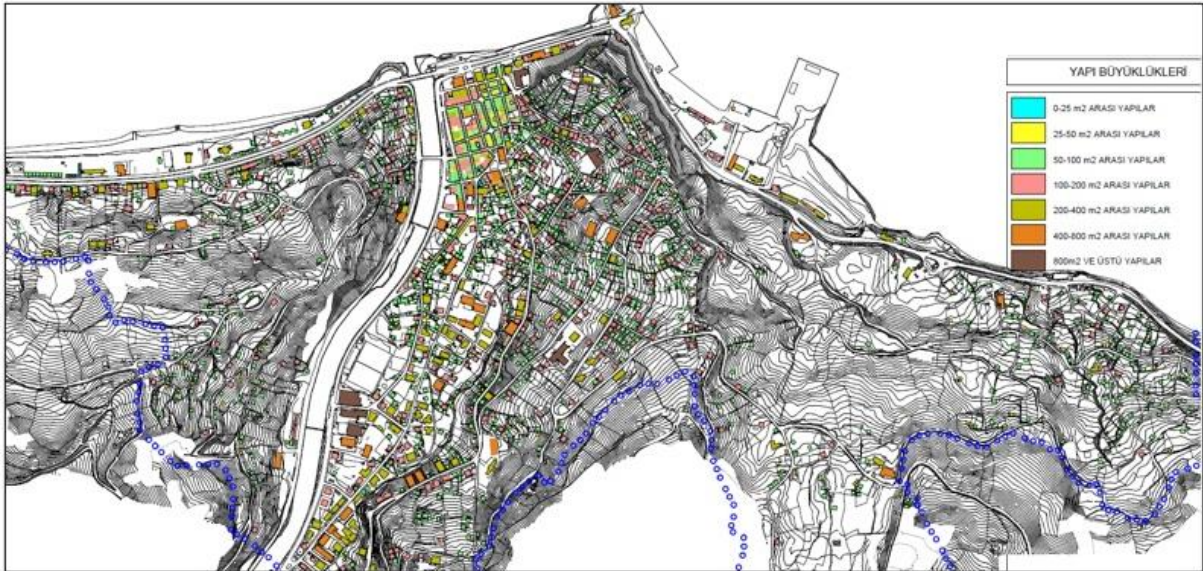 YAPI BÜYÜKLÜKLERİ
0-25 m2 ARASI YAPILAR
25-50 m2 ARASI YAPILAR
50-100 m2 ARASI YAPILAR
100-200 m2 ARASI YAPILAR
200-400 m2 ARASI YAPILAR
400-800 m2 ARASI YAPILAR
800m2 VE ÜSTÜ YAPILAR